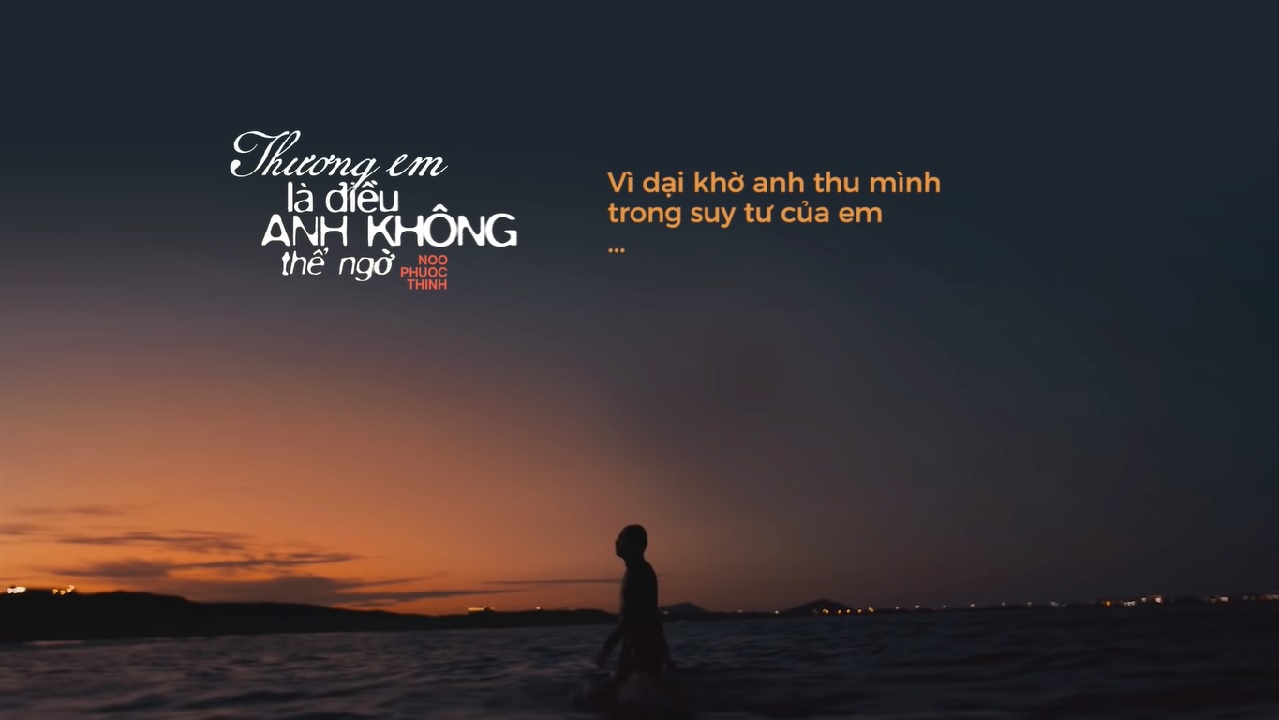 Thương em
là điều
ANH KHÔNG
thể ngờ
NOO
PHUOC
THINH
Vì dại khờ anh thu mình
trong suy tư của em
...